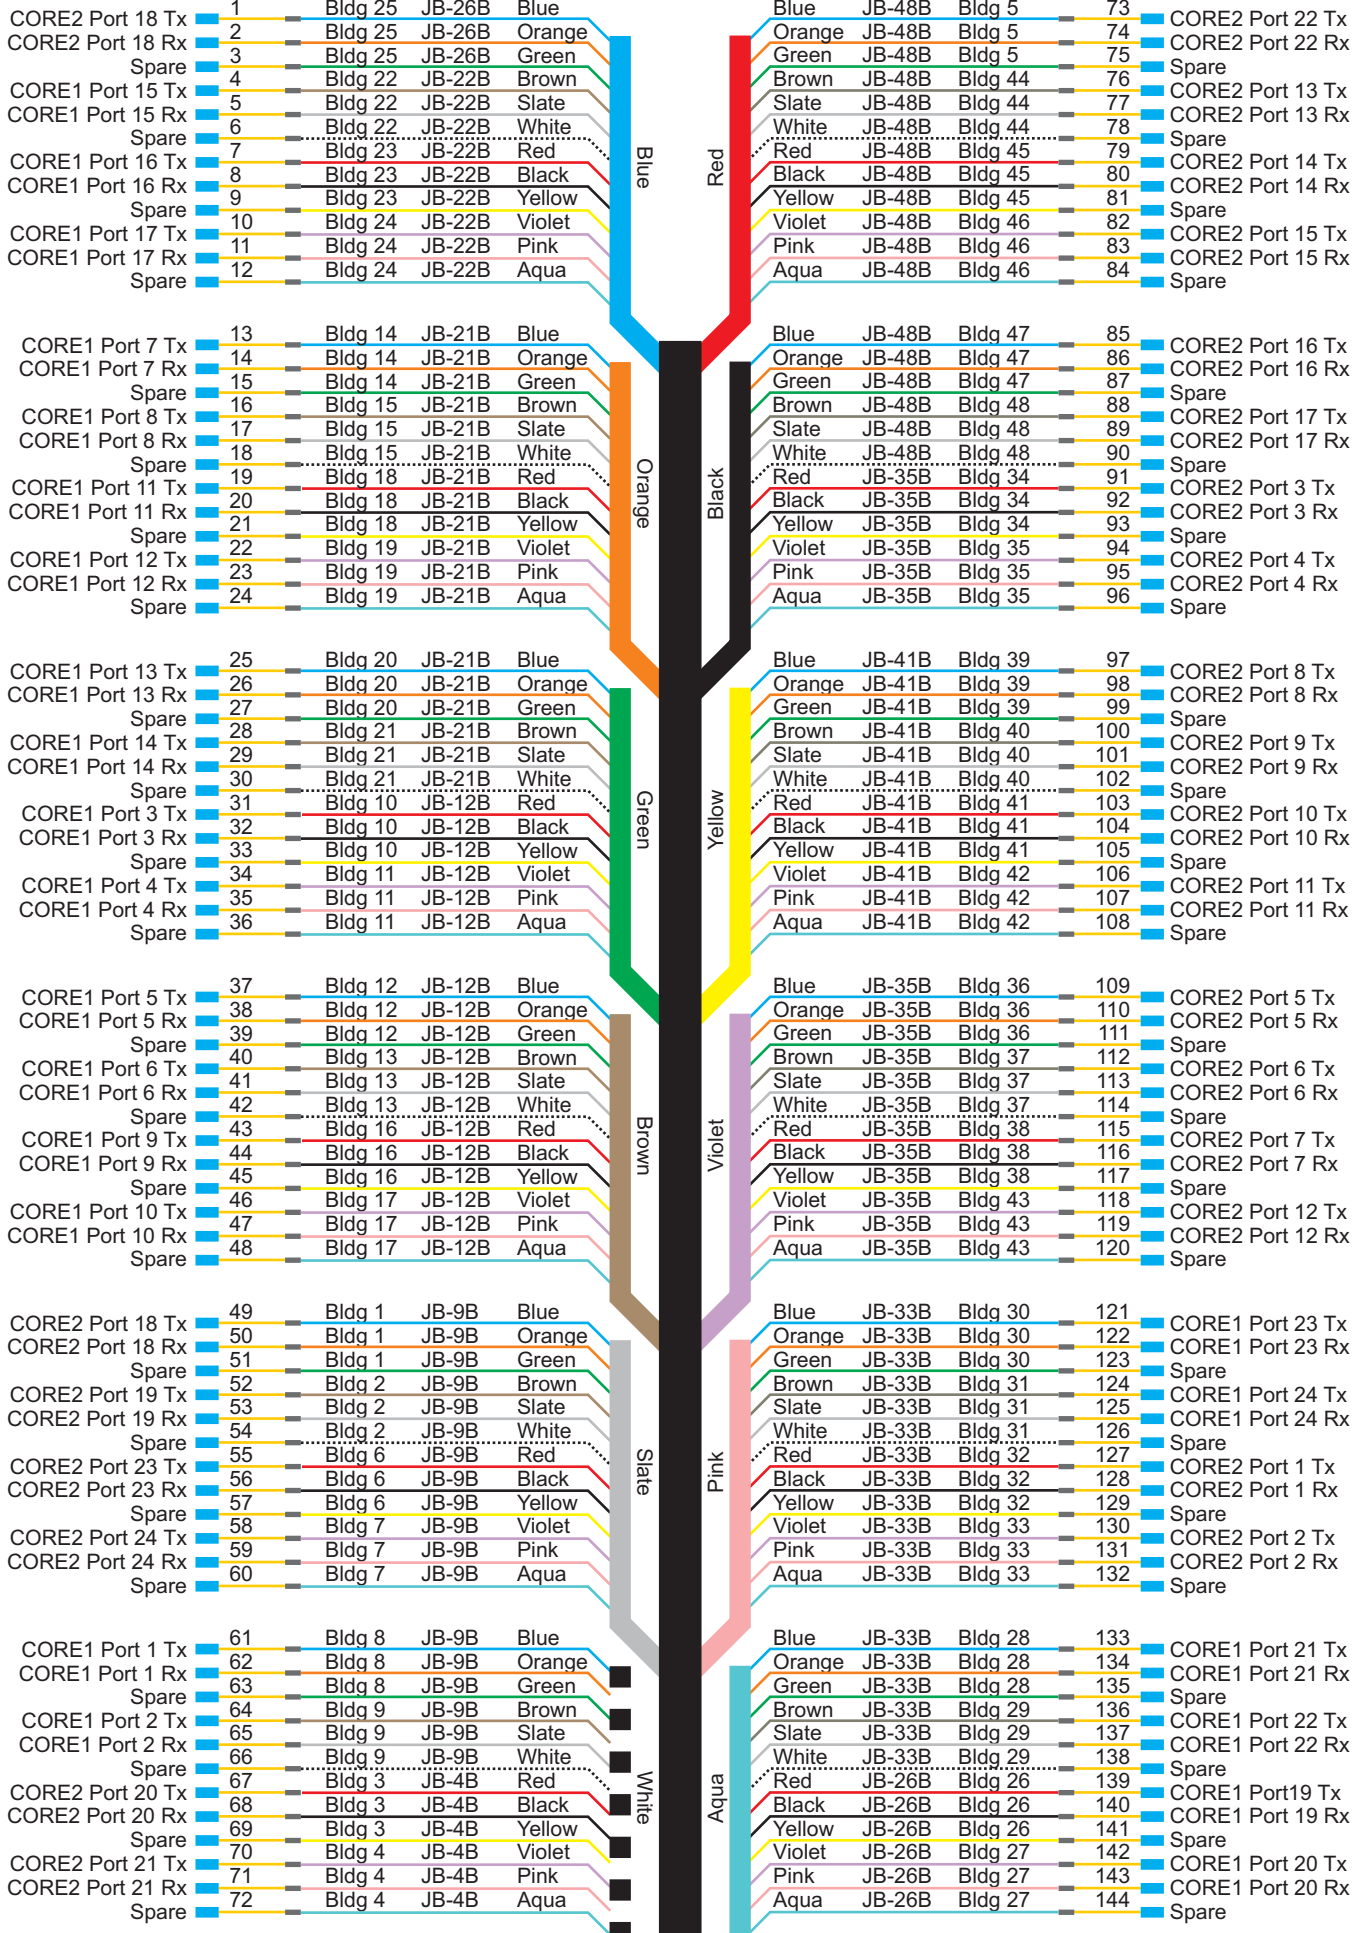 CORE2 Port 18 Tx 1 Bldg 25 JB-26B Blue
CORE2 Port 18 Rx 2 Bldg 25 JB-26B Orange
Spare 3 Bldg 25 JB-26B Green
CORE1 Port 15 Tx 4 Bldg 22 JB-22B Brown
CORE1 Port 15 Rx 5 Bldg 22 JB-22B Slate
Spare 6 Bldg 22 JB-22B White
CORE1 Port 16 Tx 7 Bldg 23 JB-22B Red
CORE1 Port 16 Rx 8 Bldg 23 JB-22B Black
Spare 9 Bldg 23 JB-22B Yellow
CORE1 Port 17 Tx 10 Bldg 24 JB-22B Violet
CORE1 Port 17 Rx 11 Bldg 24 JB-22B Pink
Spare 12 Bldg 24 JB-22B Aqua
Blue
CORE1 Port 7 Tx 13 Bldg 14 JB-21B Blue
CORE1 Port 7 Rx 14 Bldg 14 JB-21B Orange
Spare 15 Bldg 14 JB-21B Green
CORE1 Port 8 Tx 16 Bldg 15 JB-21B Brown
CORE1 Port 8 Rx 17 Bldg 15 JB-21B Slate
Spare 18 Bldg 15 JB-21B White
CORE1 Port 11 Tx 19 Bldg 18 JB-21B Red
CORE1 Port 11 Rx 20 Bldg 18 JB-21B Black
Spare 21 Bldg 18 JB-21B Yellow
CORE1 Port 12 Tx 22 Bldg 19 JB-21B Violet
CORE1 Port 12 Rx 23 Bldg 19 JB-21B Pink
Spare 24 Bldg 19 JB-21B Aqua
Orange
CORE1 Port 13 Tx 25 Bldg 20 JB-21B Blue
CORE1 Port 13 Rx 26 Bldg 20 JB-21B Orange
Spare 27 Bldg 20 JB-21B Green
CORE1 Port 14 Tx 28 Bldg 21 JB-21B Brown
CORE1 Port 14 Rx 29 Bldg 21 JB-21B Slate
Spare 30 Bldg 21 JB-21B White
CORE1 Port 3 Tx 31 Bldg 10 JB-12B Red
CORE1 Port 3 Rx 32 Bldg 10 JB-12B Black
Spare 33 Bldg 10 JB-12B Yellow
CORE1 Port 4 Tx 34 Bldg 11 JB-12B Violet
CORE1 Port 4 Rx 35 Bldg 11 JB-12B Pink
Spare 36 Bldg 11 JB-12B Aqua
Green
CORE1 Port 5 Tx 37 Bldg 12 JB-12B Blue
CORE1 Port 5 Rx 38 Bldg 12 JB-12B Orange
Spare 39 Bldg 12 JB-12B Green
CORE1 Port 6 Tx 40 Bldg 13 JB-12B Brown
CORE1 Port 6 Rx 41 Bldg 13 JB-12B Slate
Spare 42 Bldg 13 JB-12B White
CORE1 Port 9 Tx 43 Bldg 16 JB-12B Red
CORE1 Port 9 Rx 44 Bldg 16 JB-12B Black
Spare 45 Bldg 16 JB-12B Yellow
CORE1 Port 10 Tx 46 Bldg 17 JB-12B Violet
CORE1 Port 10 Rx 47 Bldg 17 JB-12B Pink
Spare 48 Bldg 17 JB-12B Aqua
Brown
CORE2 Port 18 Tx 49 Bldg 1 JB-9B Blue
CORE2 Port 18 Rx 50 Bldg 1 JB-9B Orange
Spare 51 Bldg 1 JB-9B Green
CORE2 Port 19 Tx 52 Bldg 2 JB-9B Brown
CORE2 Port 19 Rx 53 Bldg 2 JB-9B Slate
Spare 54 Bldg 2 JB-9B White
CORE2 Port 23 Tx 55 Bldg 6 JB-9B Red
CORE2 Port 23 Rx 56 Bldg 6 JB-9B Black
Spare 57 Bldg 6 JB-9B Yellow
CORE2 Port 24 Tx 58 Bldg 7 JB-9B Violet
CORE2 Port 24 Rx 59 Bldg 7 JB-9B Pink
Spare 60 Bldg 7 JB-9B Aqua
Slate
CORE1 Port 1 Tx 61 Bldg 8 JB-9B Blue
CORE1 Port 1 Rx 62 Bldg 8 JB-9B Orange
Spare 63 Bldg 8 JB-9B Green
CORE1 Port 2 Tx 64 Bldg 9 JB-9B Brown
CORE1 Port 2 Rx 65 Bldg 9 JB-9B Slate
Spare 66 Bldg 9 JB-9B White
CORE2 Port 20 Tx 67 Bldg 3 JB-4B Red
CORE2 Port 20 Rx 68 Bldg 3 JB-4B Black
Spare 69 Bldg 3 JB-4B Yellow
CORE2 Port 21 Tx 70 Bldg 4 JB-4B Violet
CORE2 Port 21 Rx 71 Bldg 4 JB-4B Pink
Spare 72 Bldg 4 JB-4B Aqua
White
Red
Blue JB-48B Bldg 5 73 CORE2 Port 22 Tx
Orange JB-48B Bldg 5 74 CORE2 Port 22 Rx
Green JB-48B Bldg 5 75 Spare
Brown JB-48B Bldg 44 76 CORE2 Port 13 Tx
Slate JB-48B Bldg 44 77 CORE2 Port 13 Rx
White JB-48B Bldg 44 78 Spare
Red JB-48B Bldg 45 79 CORE2 Port 14 Tx
Black JB-48B Bldg 45 80 CORE2 Port 14 Rx
Yellow JB-48B Bldg 45 81 Spare
Violet JB-48B Bldg 46 82 CORE2 Port 15 Tx
Pink JB-48B Bldg 46 83 CORE2 Port 15 Rx
Aqua JB-48B Bldg 46 84 Spare
Black
Blue JB-48B Bldg 47 85 CORE2 Port 16 Tx
Orange JB-48B Bldg 47 86 CORE2 Port 16 Rx
Green JB-48B Bldg 47 87 Spare
Brown JB-48B Bldg 48 88 CORE2 Port 17 Tx
Slate JB-48B Bldg 48 89 CORE2 Port 17 Rx
White JB-48B Bldg 48 90 Spare
Red JB-35B Bldg 34 91 CORE2 Port 3 Tx
Black JB-35B Bldg 34 92 CORE2 Port 3 Rx
Yellow JB-35B Bldg 34 93 Spare
Violet JB-35B Bldg 35 94 CORE2 Port 4 Tx
Pink JB-35B Bldg 35 95 CORE2 Port 4 Rx
Aqua JB-35B Bldg 35 96 Spare
Yellow
Blue JB-41B Bldg 39 97 CORE2 Port 8 Tx
Orange JB-41B Bldg 39 98 CORE2 Port 8 Rx
Green JB-41B Bldg 39 99 Spare
Brown JB-41B Bldg 40 100 CORE2 Port 9 Tx
Slate JB-41B Bldg 40 101 CORE2 Port 9 Rx
White JB-41B Bldg 40 102 Spare
Red JB-41B Bldg 41 103 CORE2 Port 10 Tx
Black JB-41B Bldg 41 104 CORE2 Port 10 Rx
Yellow JB-41B Bldg 41 105 Spare
Violet JB-41B Bldg 42 106 CORE2 Port 11 Tx
Pink JB-41B Bldg 42 107 CORE2 Port 11 Rx
Aqua JB-41B Bldg 42 108 Spare
Violet
Blue JB-35B Bldg 36 109 CORE2 Port 5 Tx
Orange JB-35B Bldg 36 110 CORE2 Port 5 Rx
Green JB-35B Bldg 36 111 Spare
Brown JB-35B Bldg 37 112 CORE2 Port 6 Tx
Slate JB-35B Bldg 37 113 CORE2 Port 6 Rx
White JB-35B Bldg 37 114 Spare
Red JB-35B Bldg 38 115 CORE2 Port 7 Tx
Black JB-35B Bldg 38 116 CORE2 Port 7 Rx
Yellow JB-35B Bldg 38 117 Spare
Violet JB-35B Bldg 43 118 CORE2 Port 12 Tx
Pink JB-35B Bldg 43 119 CORE2 Port 12 Rx
Aqua JB-35B Bldg 43 120 Spare
Pink
Blue JB-33B Bldg 30 121 CORE1 Port 23 Tx
Orange JB-33B Bldg 30 122 CORE1 Port 23 Rx
Green JB-33B Bldg 30 123 Spare
Brown JB-33B Bldg 31 124 CORE1 Port 24 Tx
Slate JB-33B Bldg 31 125 CORE1 Port 24 Rx
White JB-33B Bldg 31 126 Spare
Red JB-33B Bldg 32 127 CORE2 Port 1 Tx
Black JB-33B Bldg 32 128 CORE2 Port 1 Rx
Yellow JB-33B Bldg 32 129 Spare
Violet JB-33B Bldg 33 130 CORE2 Port 2 Tx
Pink JB-33B Bldg 33 131 CORE2 Port 2 Rx
Aqua JB-33B Bldg 33 132 Spare
Aqua
Blue JB-33B Bldg 28 133 CORE1 Port 21 Tx
Orange JB-33B Bldg 28 134 CORE1 Port 21 Rx
Green JB-33B Bldg 28 135 Spare
Brown JB-33B Bldg 29 136 CORE1 Port 22 Tx
Slate JB-33B Bldg 29 137 CORE1 Port 22 Rx
White JB-33B Bldg 29 138 Spare
Red JB-26B Bldg 26 139 CORE1 Port19 Tx
Black JB-26B Bldg 26 140 CORE1 Port 19 Rx
Yellow JB-26B Bldg 26 141 Spare
Violet JB-26B Bldg 27 142 CORE1 Port 20 Tx
Pink JB-26B Bldg 27 143 CORE1 Port 20 Rx
Aqua JB-26B Bldg 27 144 Spare